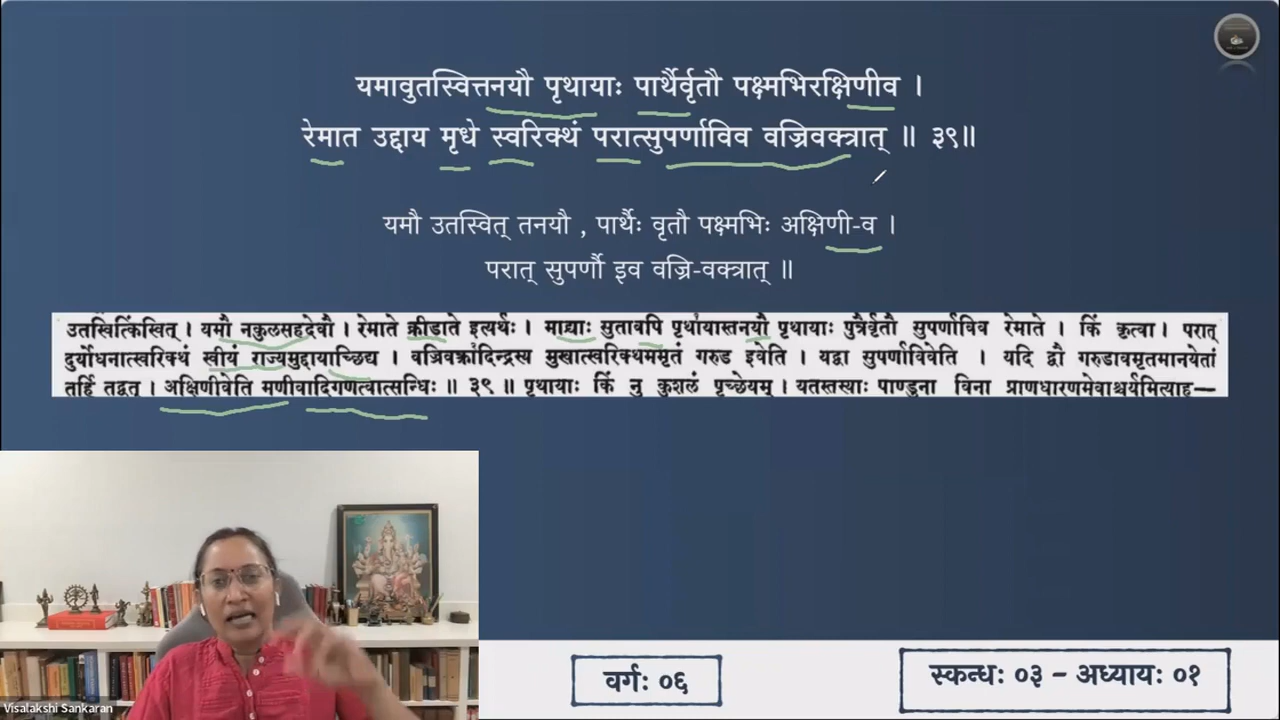 यमावुतस्वित्तनयौ पृथायाः पार्थैर्वृतौ पक्ष्मभिरक्षिणीव ।
रेमात उद्दाय मृधे स्वरिक्थं परात्सुपर्णाविव वज्रिवक्त्रात् ॥ ३९॥
यमौ उतस्वित् तनयौ , पार्थैः वृतौ पक्ष्मभिः अक्षिणी-व ।
परात् सुपर्णौ इव वज्रि-वक्त्रात् ॥
उतस्वित्किंस्वित् । यमौ नकुलसहदेवौ । रेमाते क्रीडाते इत्यर्थः । माद्र्याः सुतावपि पृथायास्तनयौ पृथायाः पुत्रैर्वृतौ सुपर्णाविव रेमाते । किं कृत्वा । परात्
दुर्योधनात्स्वरिक्थं स्वीयं राज्यमुद्दायाच्छिद्य । वज्रिवक्रादिन्द्रस्य मुखात्स्वरिक्थममृतं गरुड इवेति । यद्वा सुपर्णाविवेति । यदि द्वौ गरुडावमृतमानयेतां
तर्हि तद्वत् । अक्षिणीवेति मणीवादिगणत्वात्सन्धिः ॥ ३९ ॥ पृथायाः किं नु कुशलं पृच्छेयम् । यतस्तस्याः पाण्डुना विना प्राणधारणमेवाश्चर्यमित्याह—
Visalakshi Sankaran
वर्गः ०६
स्कन्धः ०३ – अध्यायः ०१